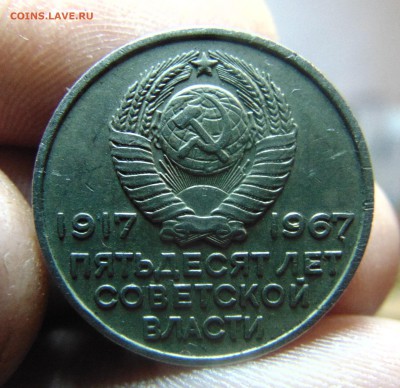 COINS.LAVE.RU
1917 1967
ПЯТЬДЕСЯТ ЛЕТ
СОВЕТСКОЙ
ВЛАСТИ